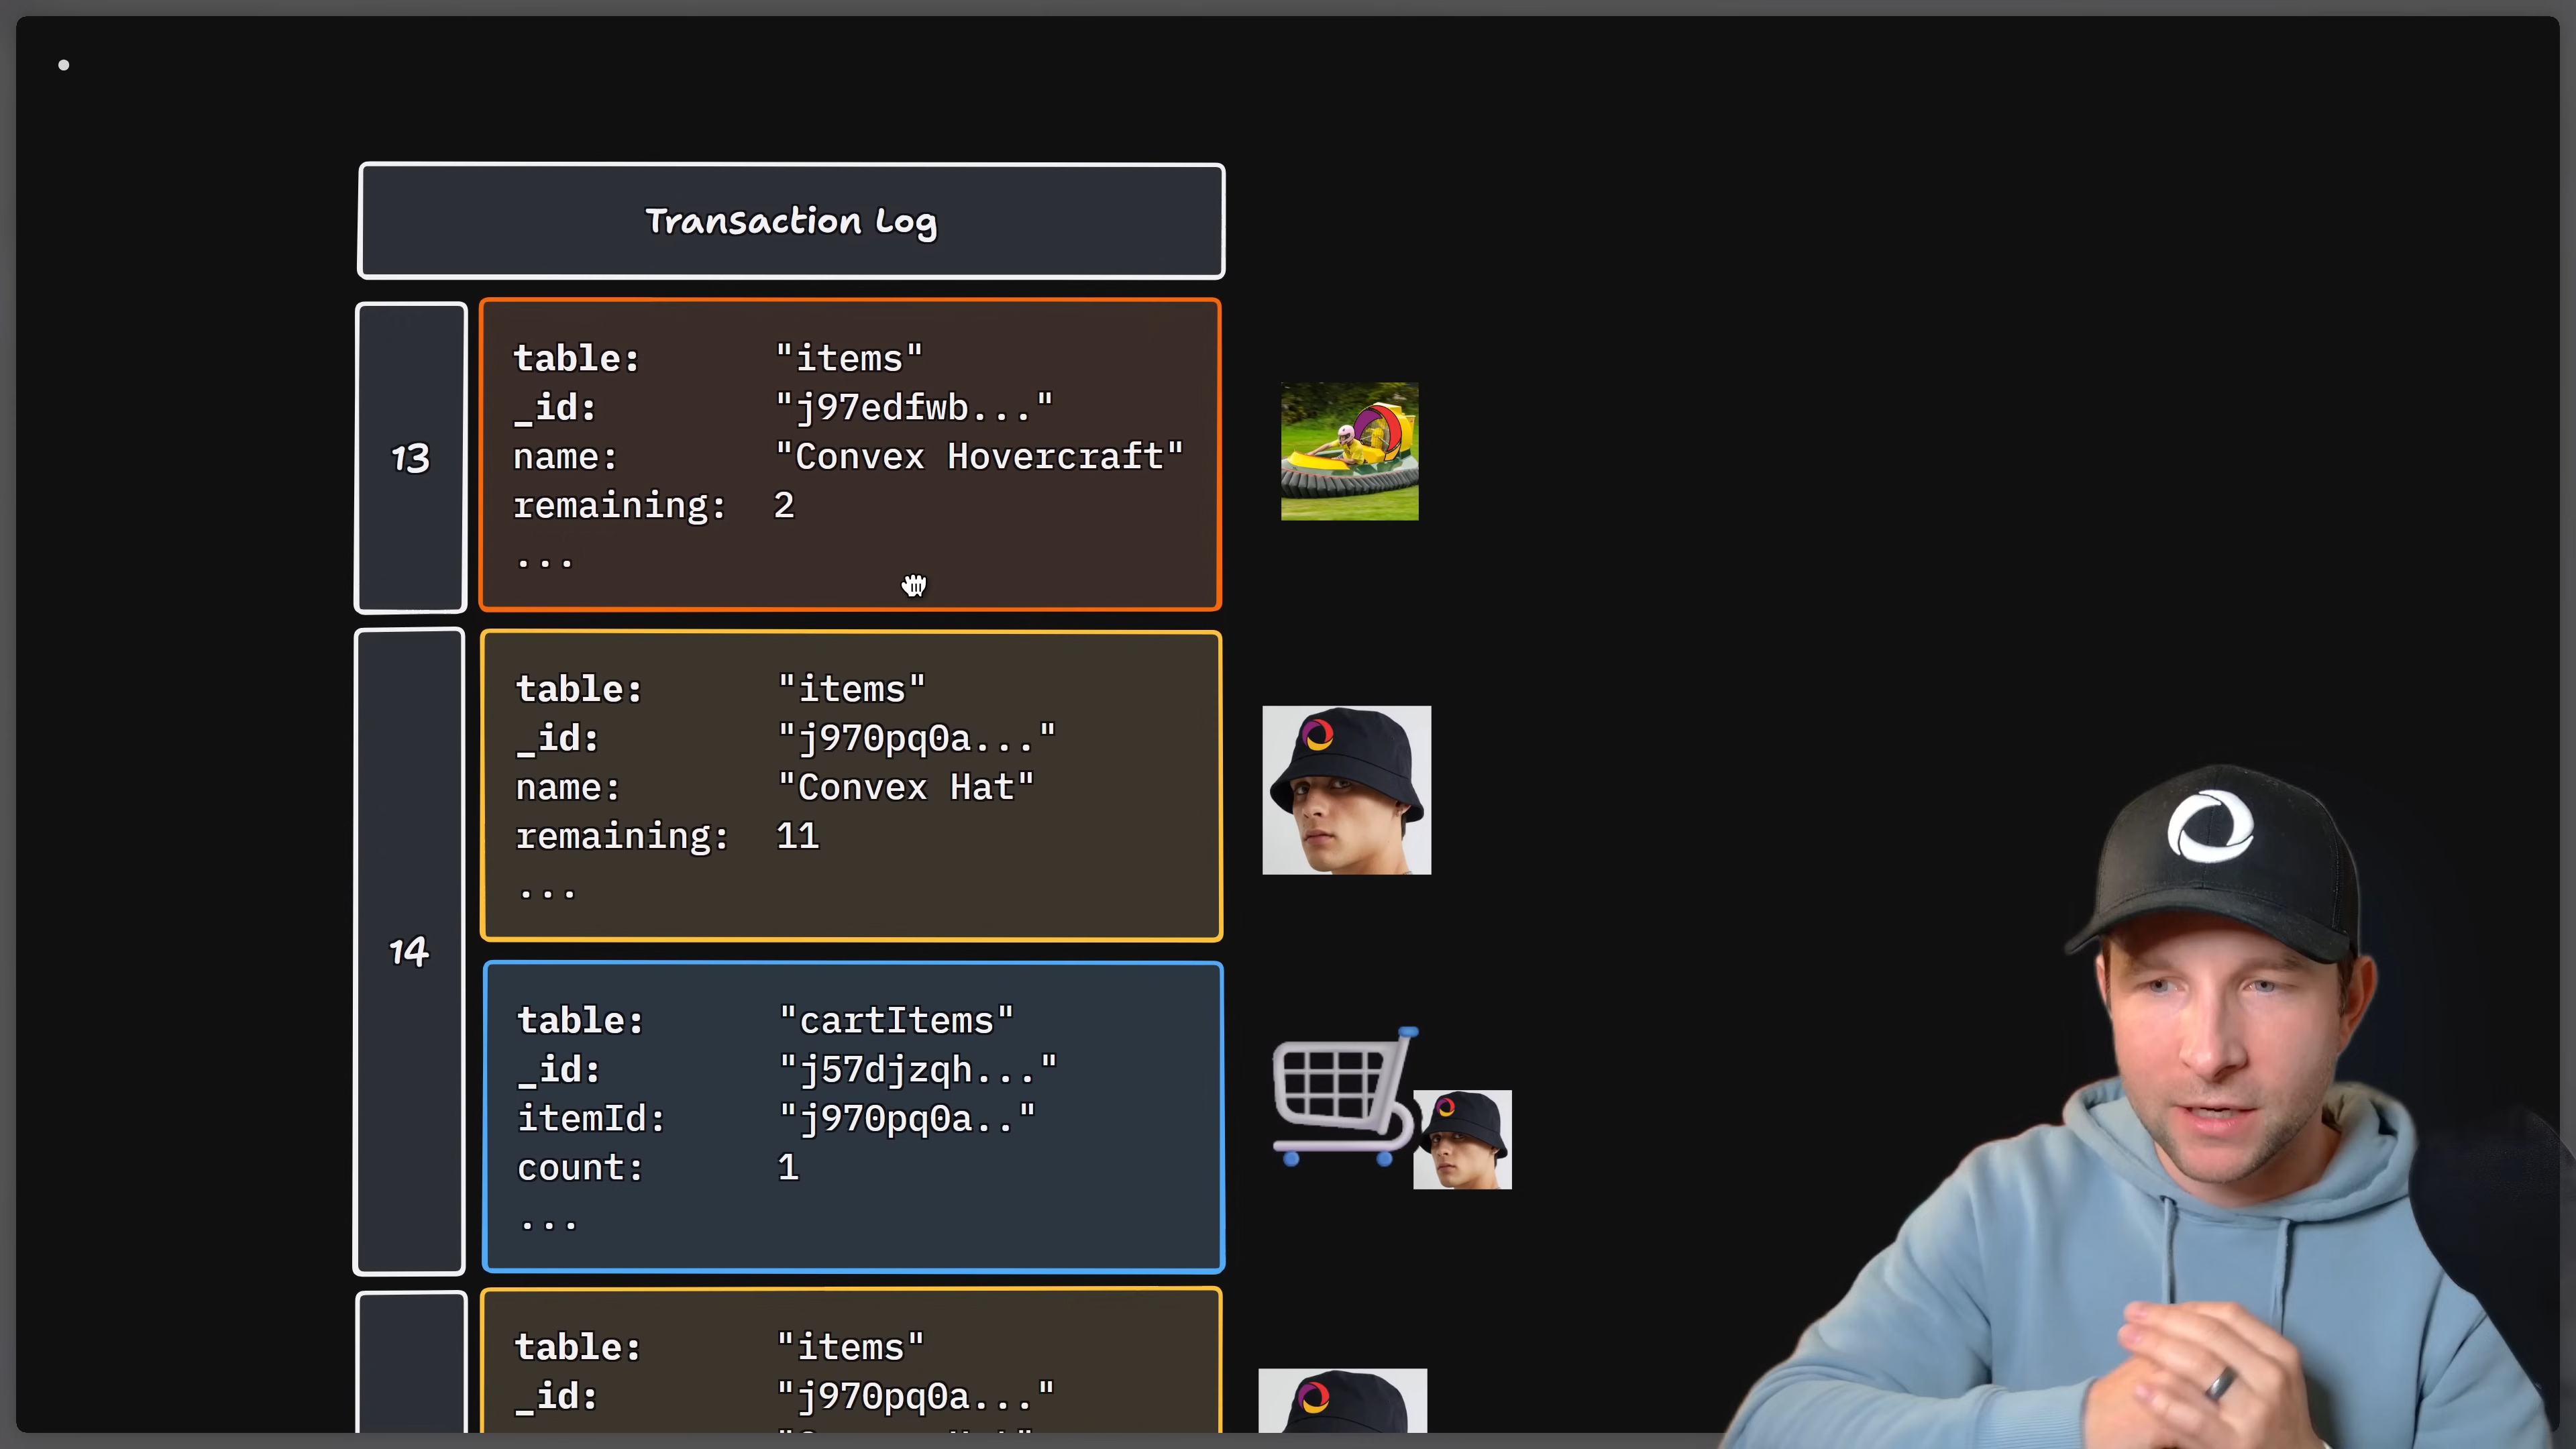 Transaction Log
13
table: "items"
_id: "j97edfwb..."
name: "Convex Hovercraft"
remaining: 2
...
14
table: "items"
_id: "j970pq0a..."
name: "Convex Hat"
remaining: 11
...
table: "cartItems"
_id: "j57djzqh..."
itemId: "j970pq0a.."
count: 1
...
table: "items"
_id: "j970pq0a..."